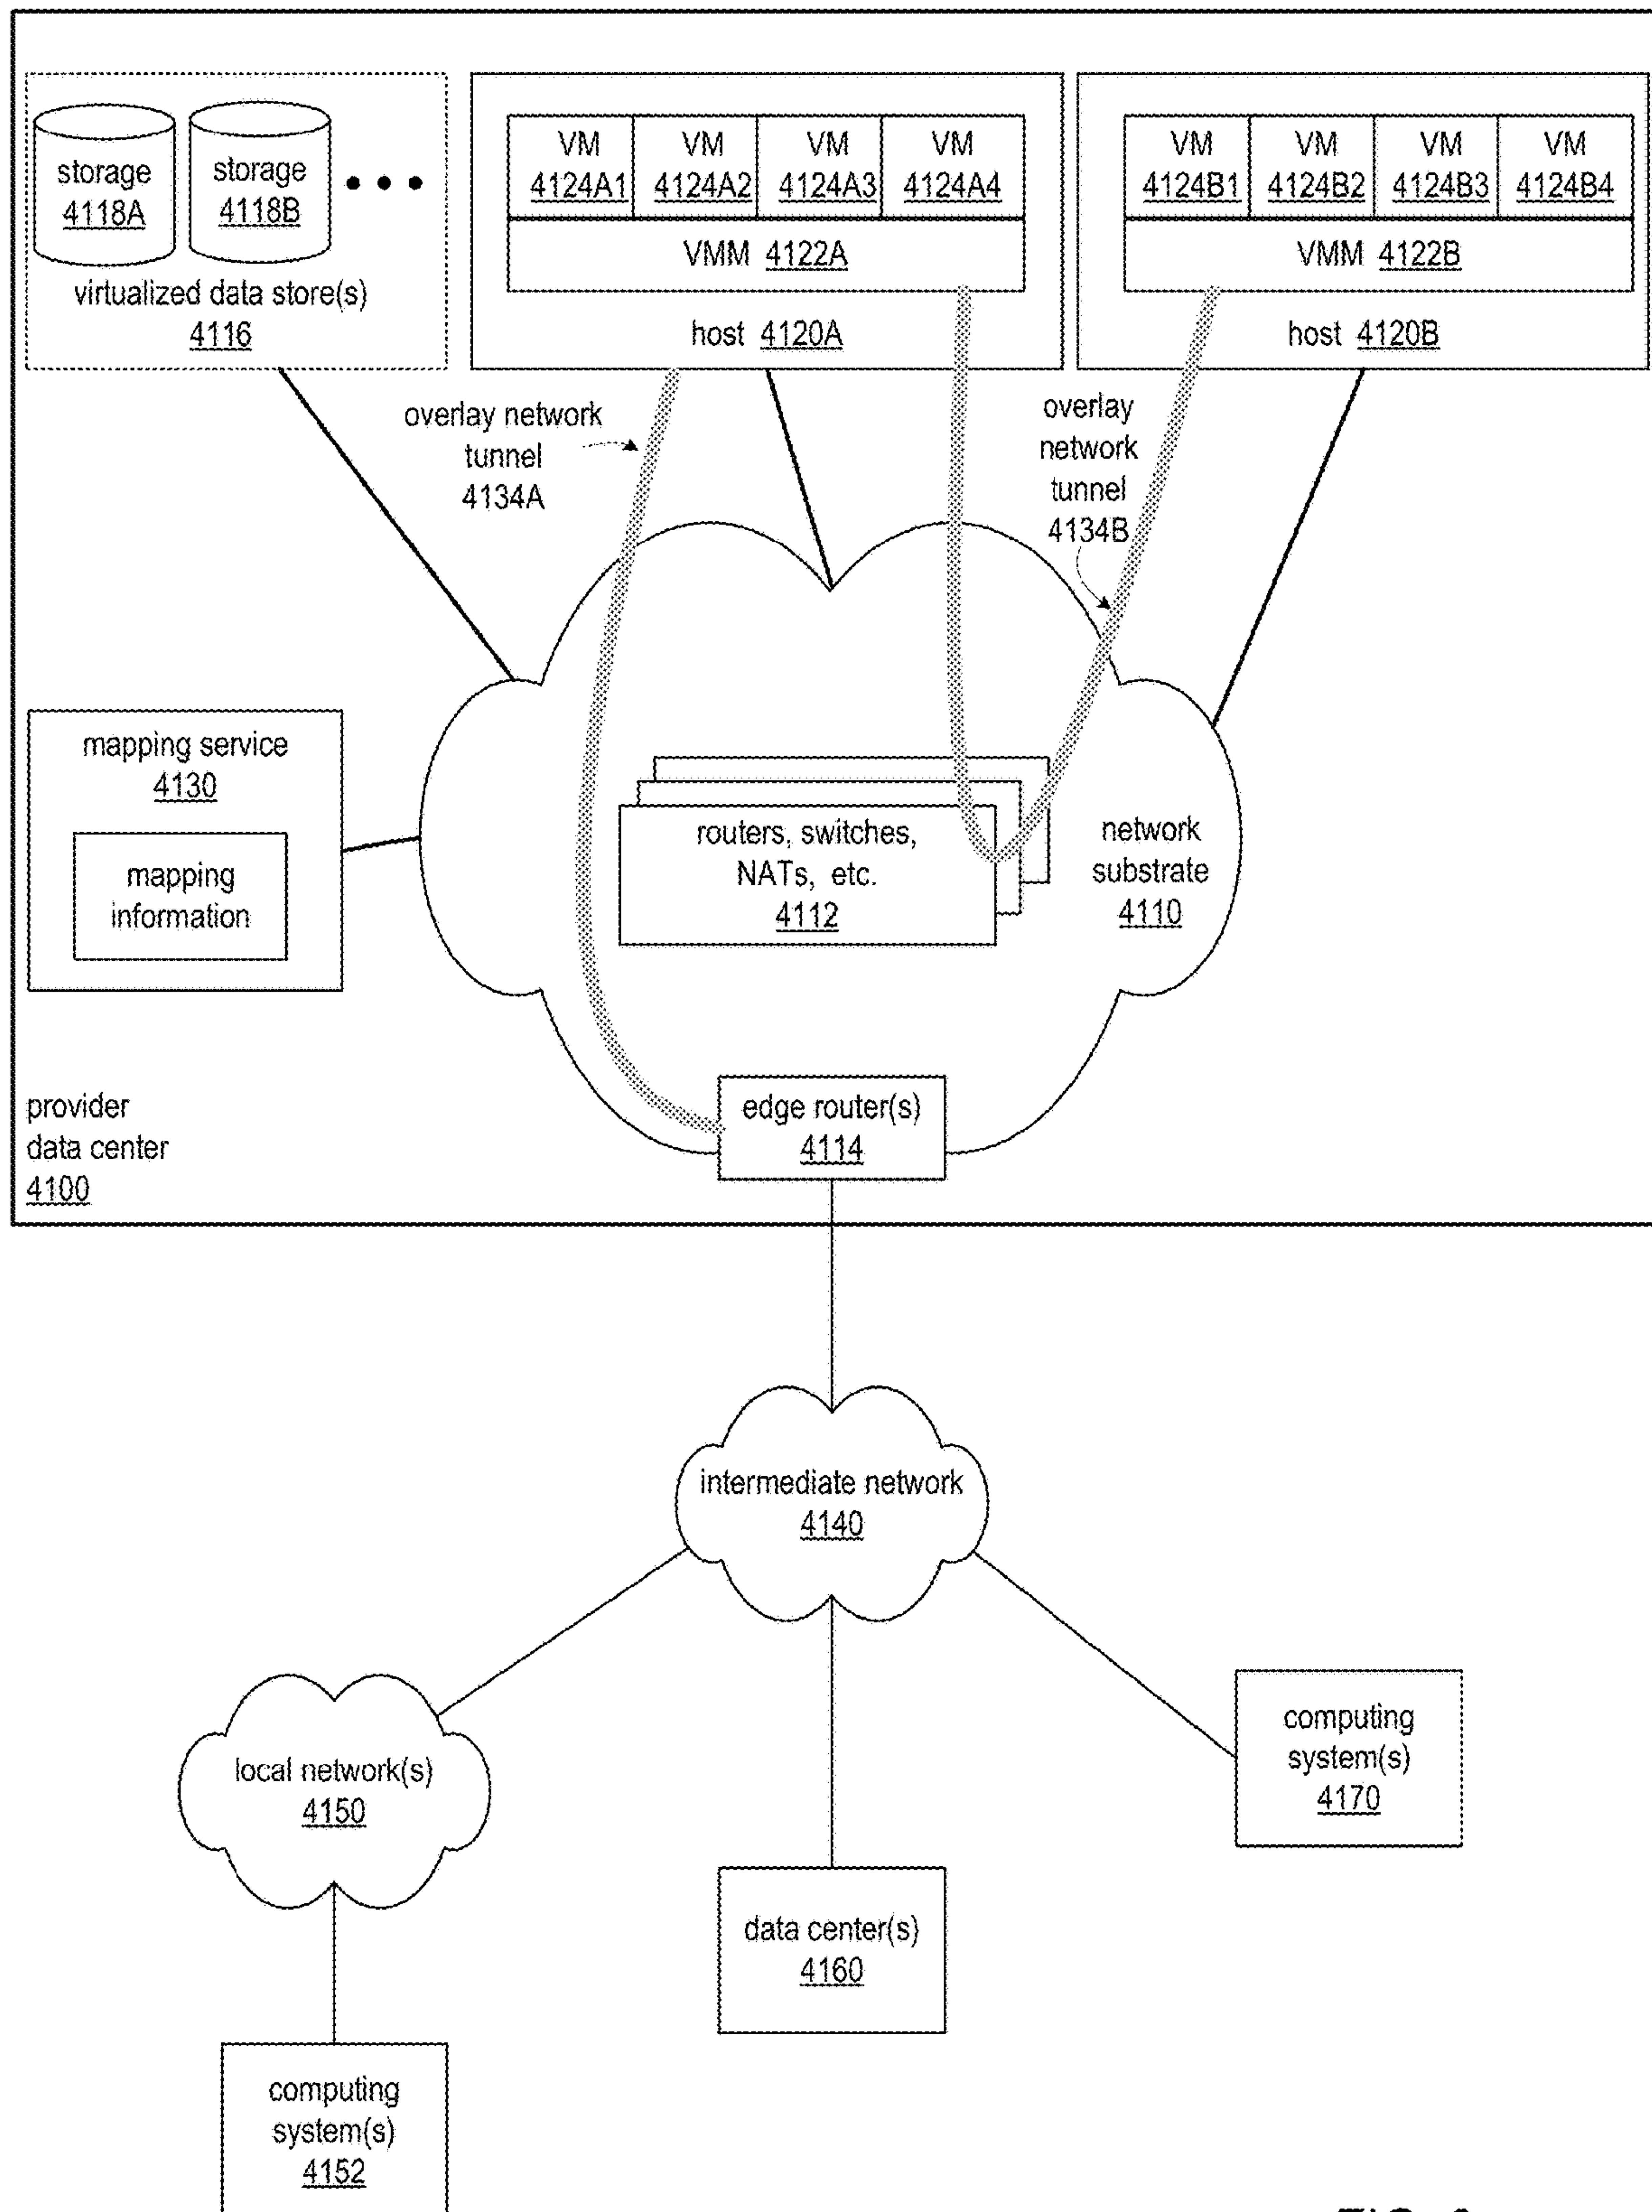 storage
4118A
storage
4118B
virtualized data store(s)
4116
VM
4124A1
VM
4124A2
VM
4124A3
VM
4124A4
VMM 4122A
host 4120A
VM
4124B1
VM
4124B2
VM
4124B3
VM
4124B4
VMM 4122B
host 4120B
overlay network
tunnel
4134A
overlay
network
tunnel
4134B
mapping service
4130
mapping
information
routers, switches,
NATs, etc.
4112
network
substrate
4110
provider
data center
4100
edge router(s)
4114
intermediate network
4140
local network(s)
4150
computing
system(s)
4170
data center(s)
4160
computing
system(s)
4152